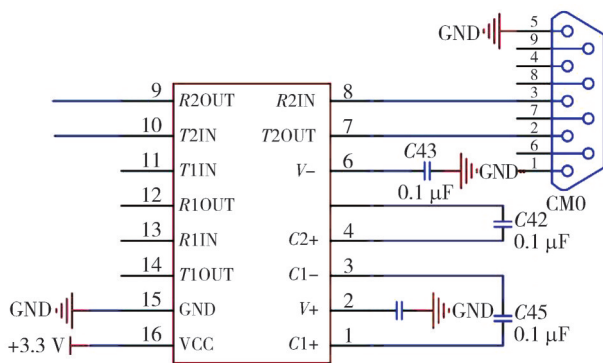 GND
5
9
4
8
3
7
2
6
1
CM0
9 R2OUT R2IN 8
10 T2IN T2OUT 7
11 T1IN V− 6 C43 0.1 μF GND
12 R1OUT
13 R1IN C2+ 4 C42 0.1 μF
14 T1OUT C1− 3
GND 15 GND V+ 2 GND
+3.3 V 16 VCC C1+ 1 C45 0.1 μF